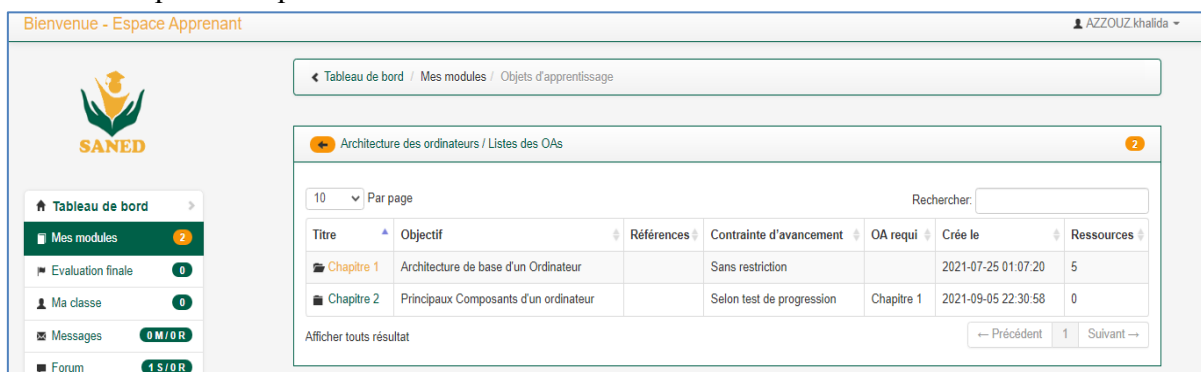 Bienvenue - Espace Apprenant
AZZOUZ.khalida
Tableau de bord / Mes modules / Objets d'apprentissage
SANED
Architecture des ordinateurs / Listes des OAs
2
Tableau de bord
Mes modules 2
Evaluation finale 0
Ma classe 0
Messages 0 M / 0 R
Forum 1 S / 0 R
10 Par page
Rechercher:
Titre Objectif Références Contrainte d'avancement OA requi Crée le Ressources
Chapitre 1 Architecture de base d'un Ordinateur Sans restriction 2021-07-25 01:07:20 5
Chapitre 2 Principaux Composants d'un ordinateur Selon test de progression Chapitre 1 2021-09-05 22:30:58 0
Afficher touts résultat
← Précédent 1 Suivant →